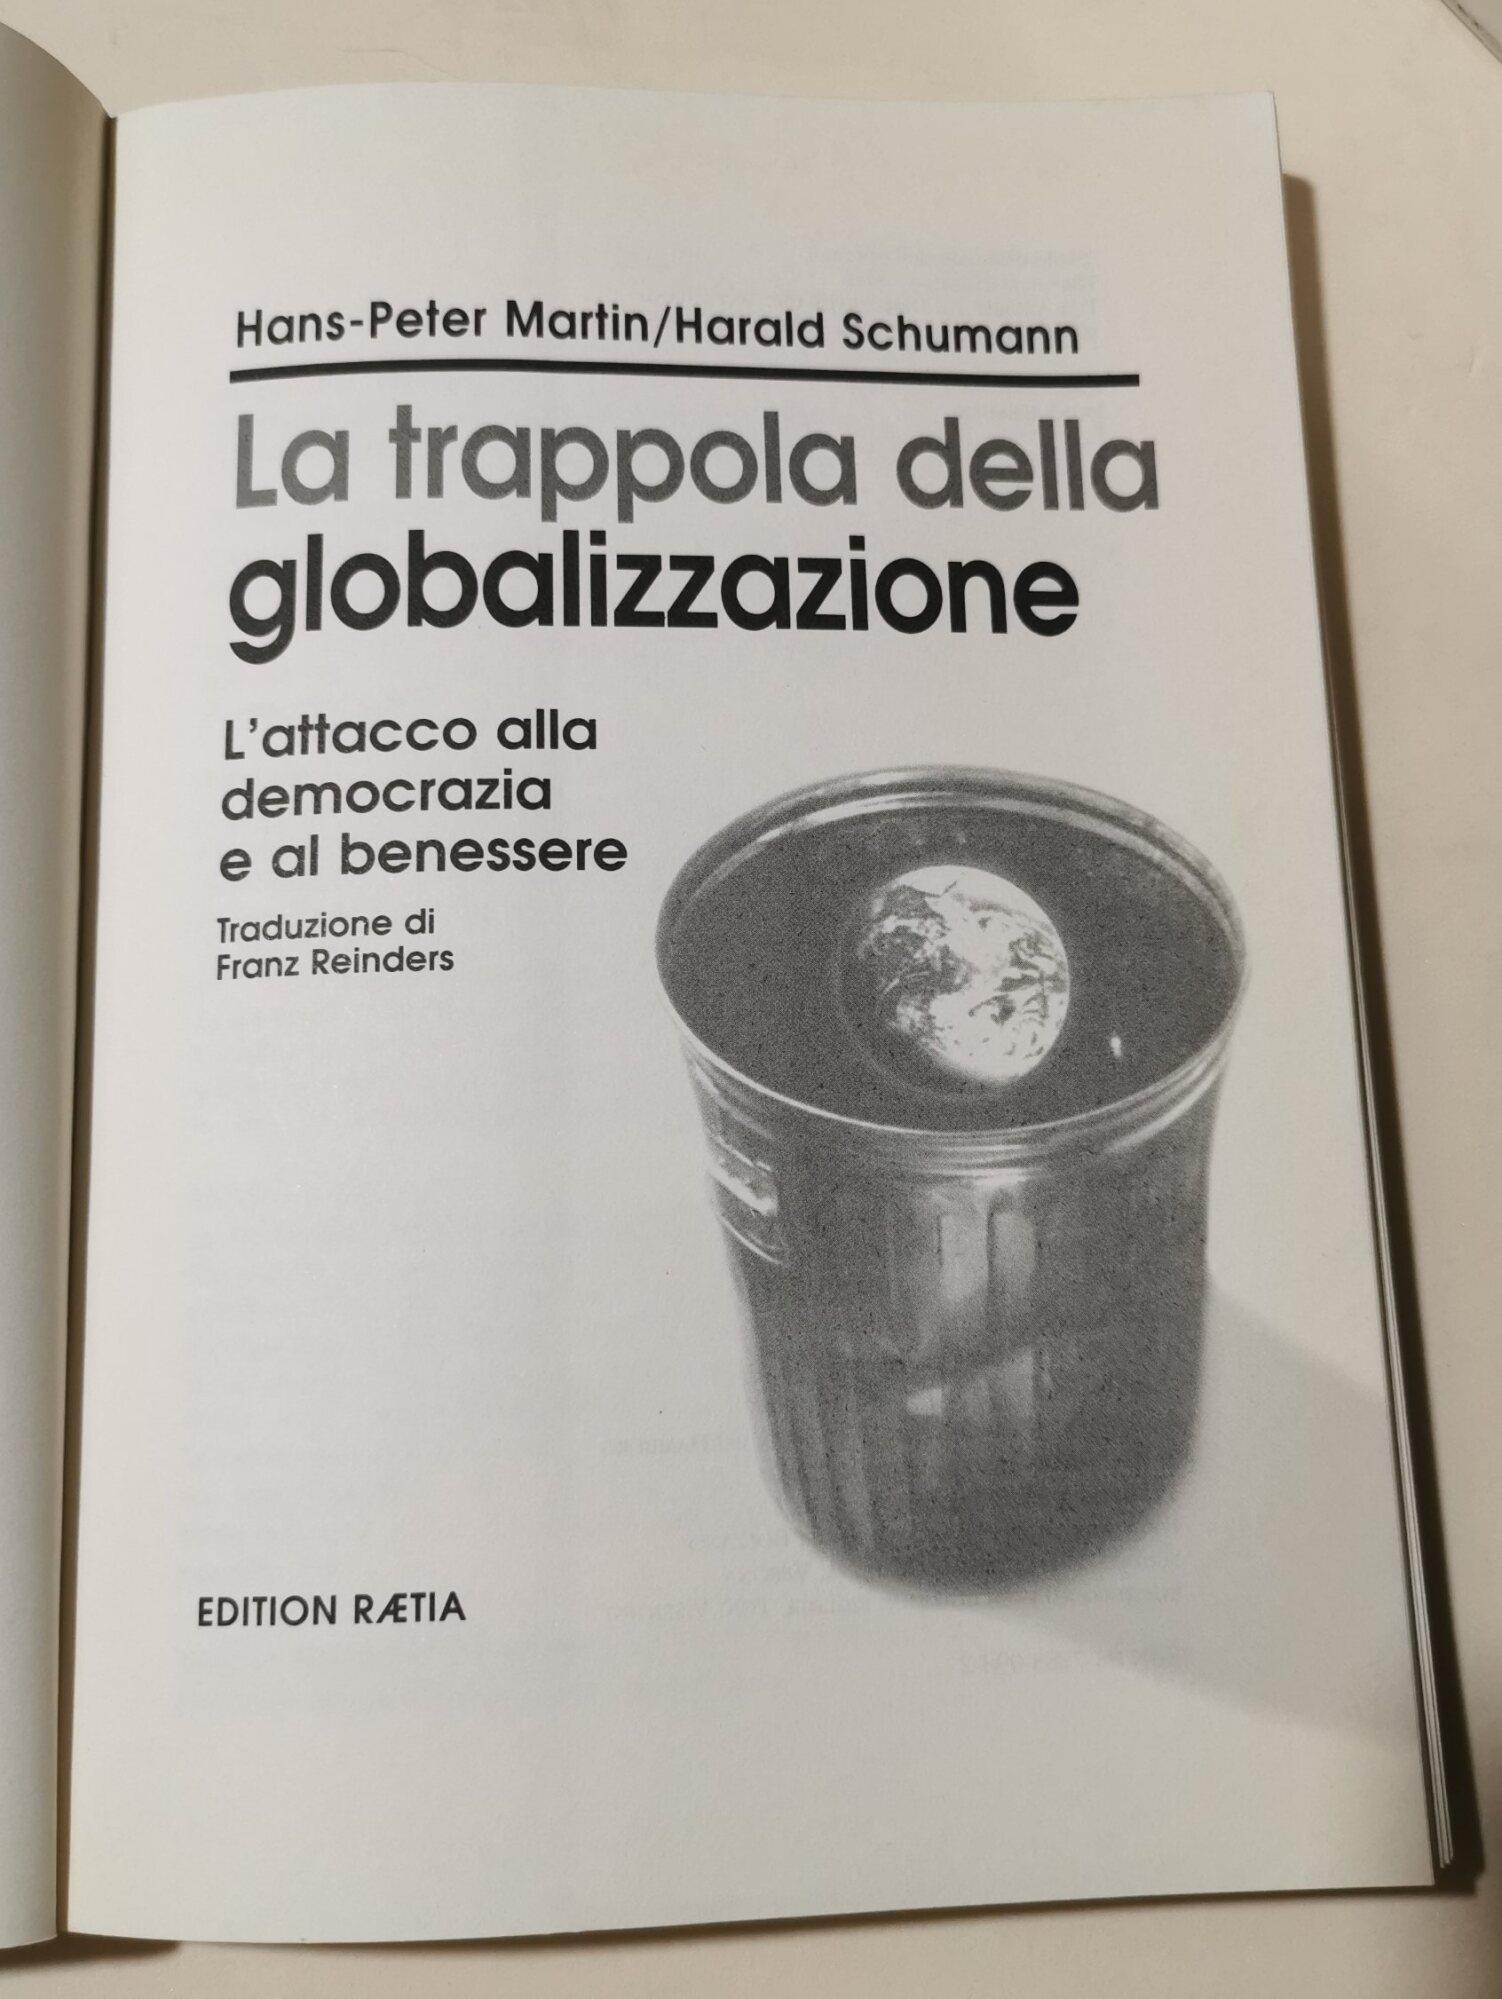 Hans-Peter Martin/Harald Schumann
La trappola della
globalizzazione
L'attacco alla
democrazia
e al benessere
Traduzione di
Franz Reinders
EDITION RÆTIA